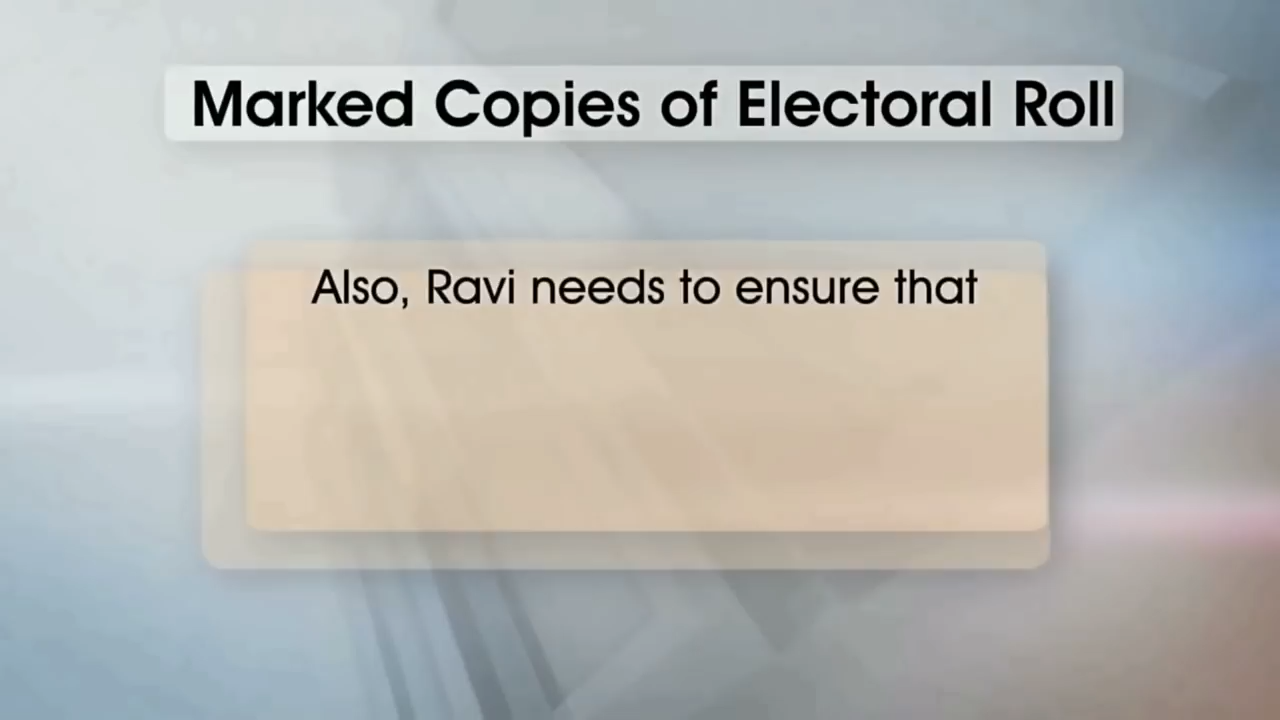 Marked Copies of Electoral Roll
Also, Ravi needs to ensure that